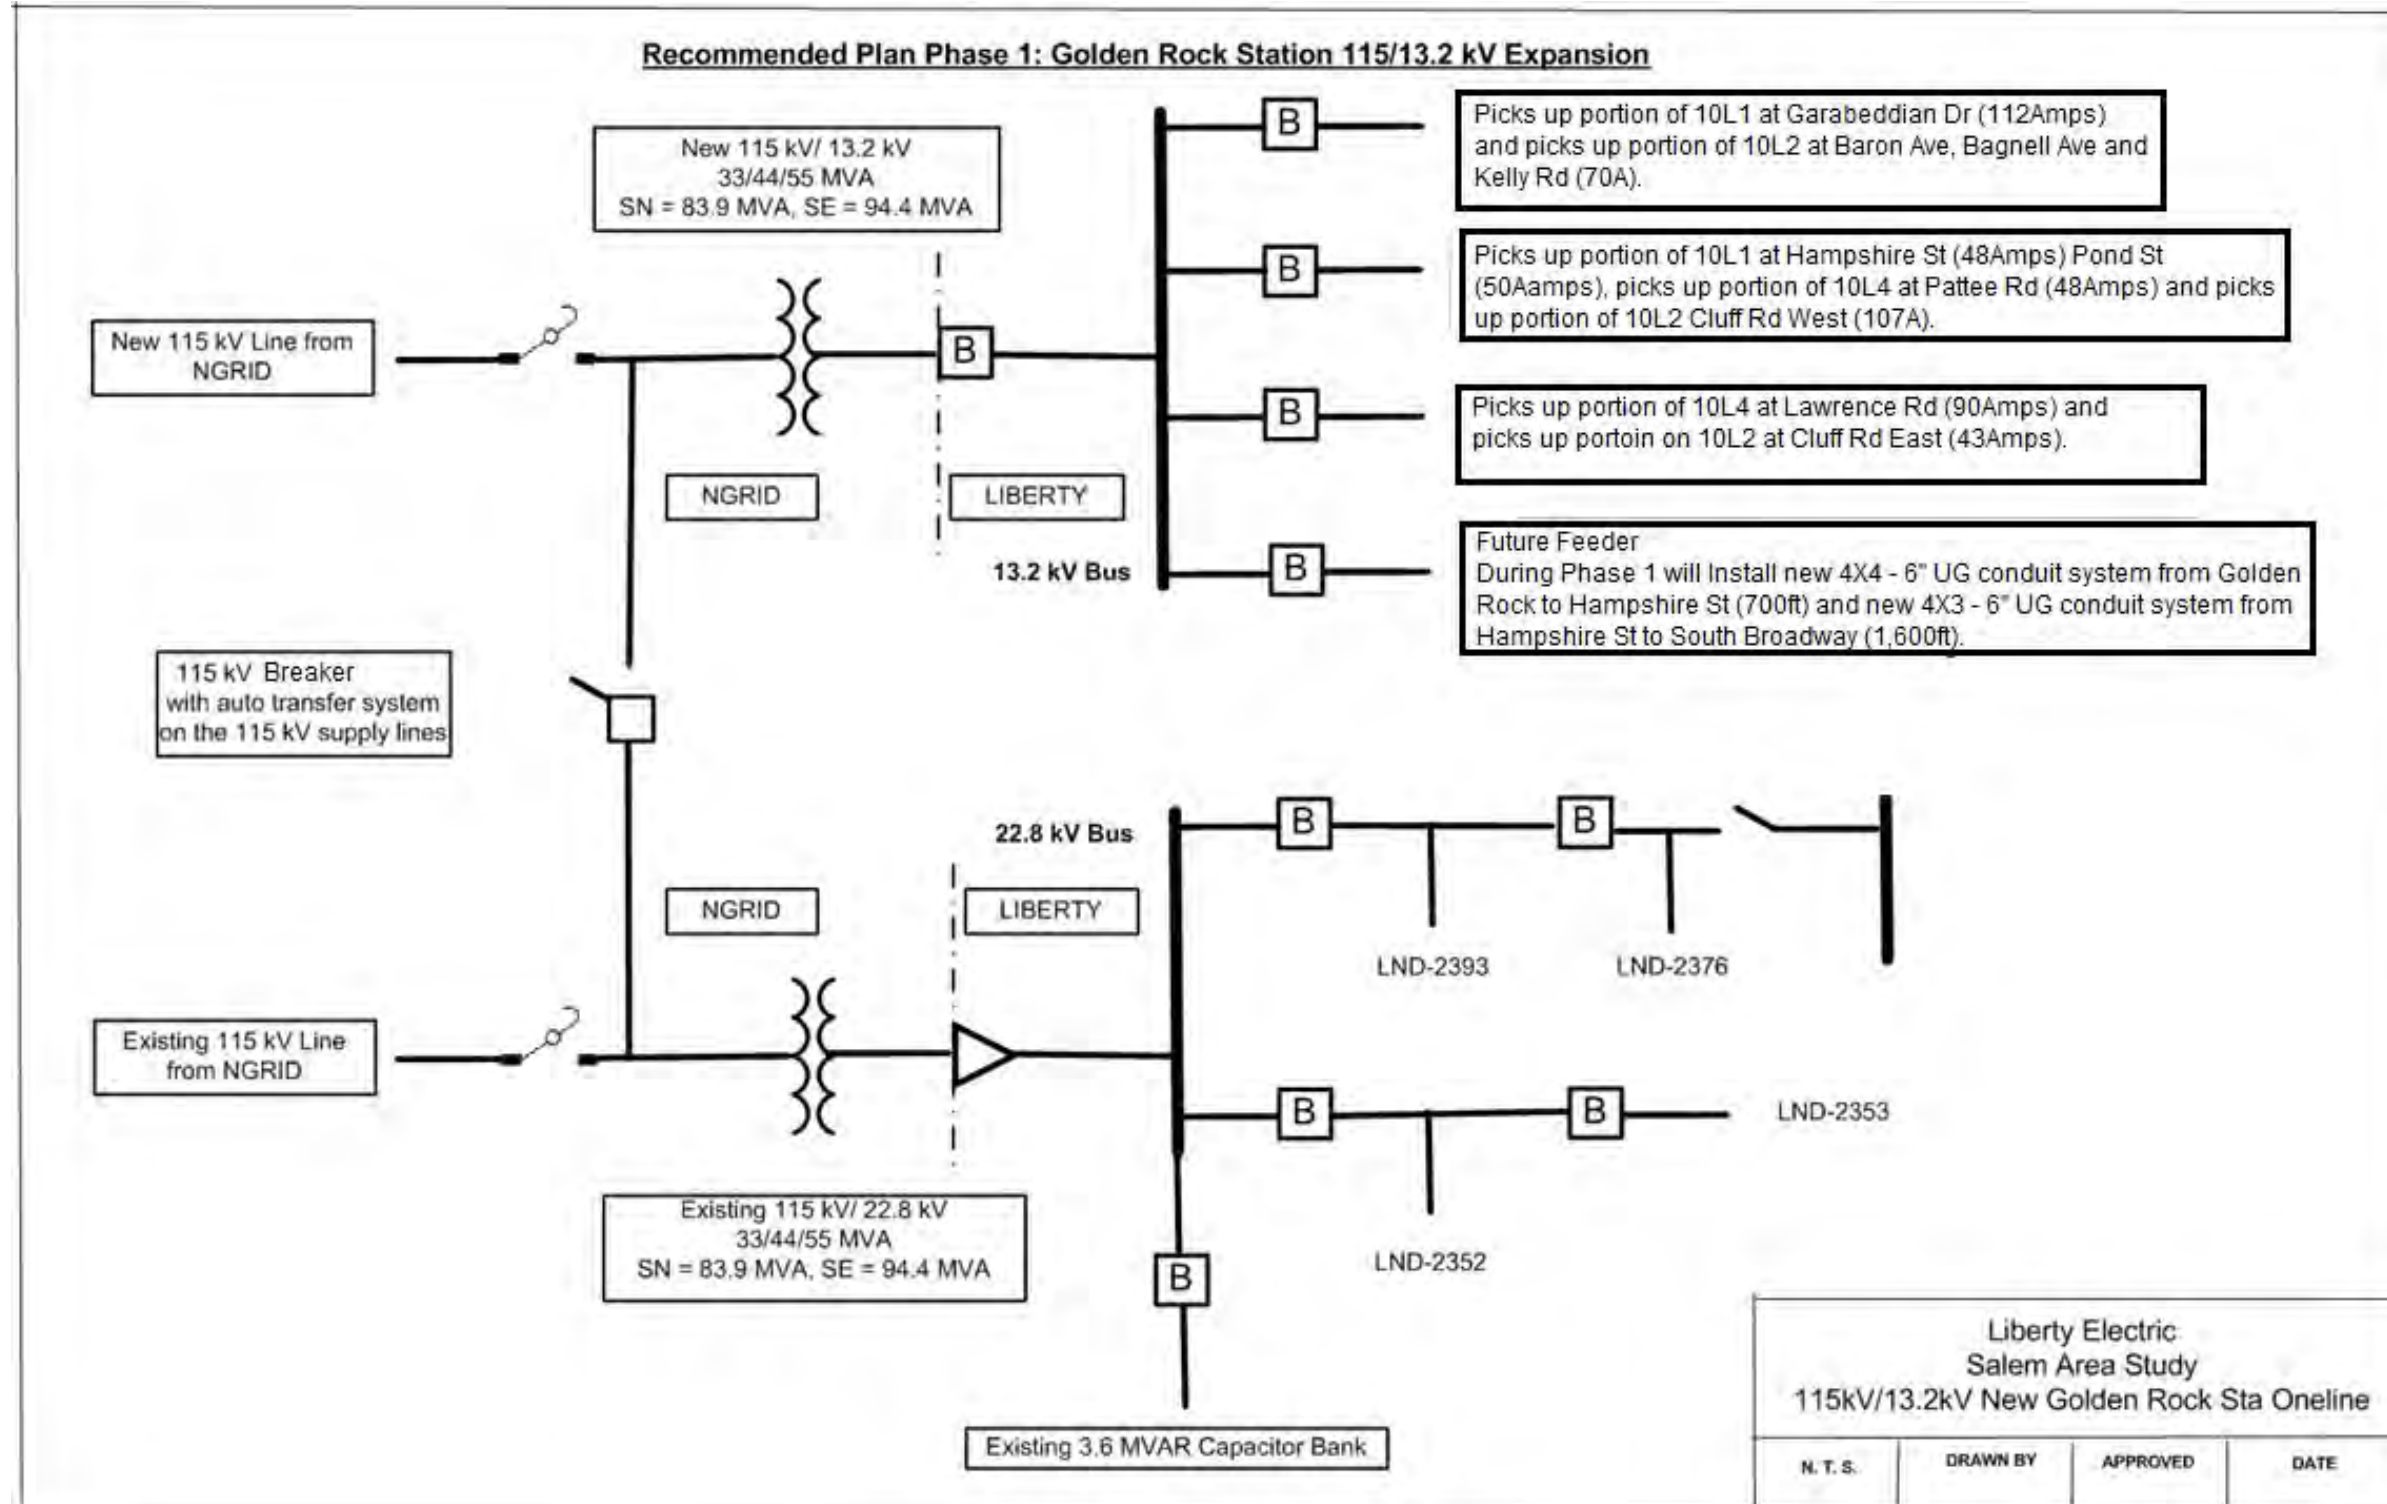 Recommended Plan Phase 1: Golden Rock Station 115/13.2 kV Expansion
New 115 kV/ 13.2 kV
33/44/55 MVA
SN = 83.9 MVA, SE = 94.4 MVA
B
Picks up portion of 10L1 at Garabeddian Dr (112Amps)
and picks up portion of 10L2 at Baron Ave, Bagnell Ave and
Kelly Rd (70A).
B
Picks up portion of 10L1 at Hampshire St (48Amps) Pond St
(50Aamps), picks up portion of 10L4 at Pattee Rd (48Amps) and picks
up portion of 10L2 Cluff Rd West (107A).
New 115 kV Line from
NGRID
B
B
Picks up portion of 10L4 at Lawrence Rd (90Amps) and
picks up portoin on 10L2 at Cluff Rd East (43Amps).
NGRID
LIBERTY
13.2 kV Bus
B
Future Feeder
During Phase 1 will Install new 4X4 - 6" UG conduit system from Golden
Rock to Hampshire St (700ft) and new 4X3 - 6" UG conduit system from
Hampshire St to South Broadway (1,600ft).
115 kV Breaker
with auto transfer system
on the 115 kV supply lines
22.8 kV Bus
B
B
NGRID
LIBERTY
LND-2393
LND-2376
Existing 115 kV Line
from NGRID
B
B
LND-2353
Existing 115 kV/ 22.8 kV
33/44/55 MVA
SN = 83.9 MVA, SE = 94.4 MVA
LND-2352
B
Existing 3.6 MVAR Capacitor Bank
Liberty Electric
Salem Area Study
115kV/13.2kV New Golden Rock Sta Oneline
N. T. S.
DRAWN BY
APPROVED
DATE